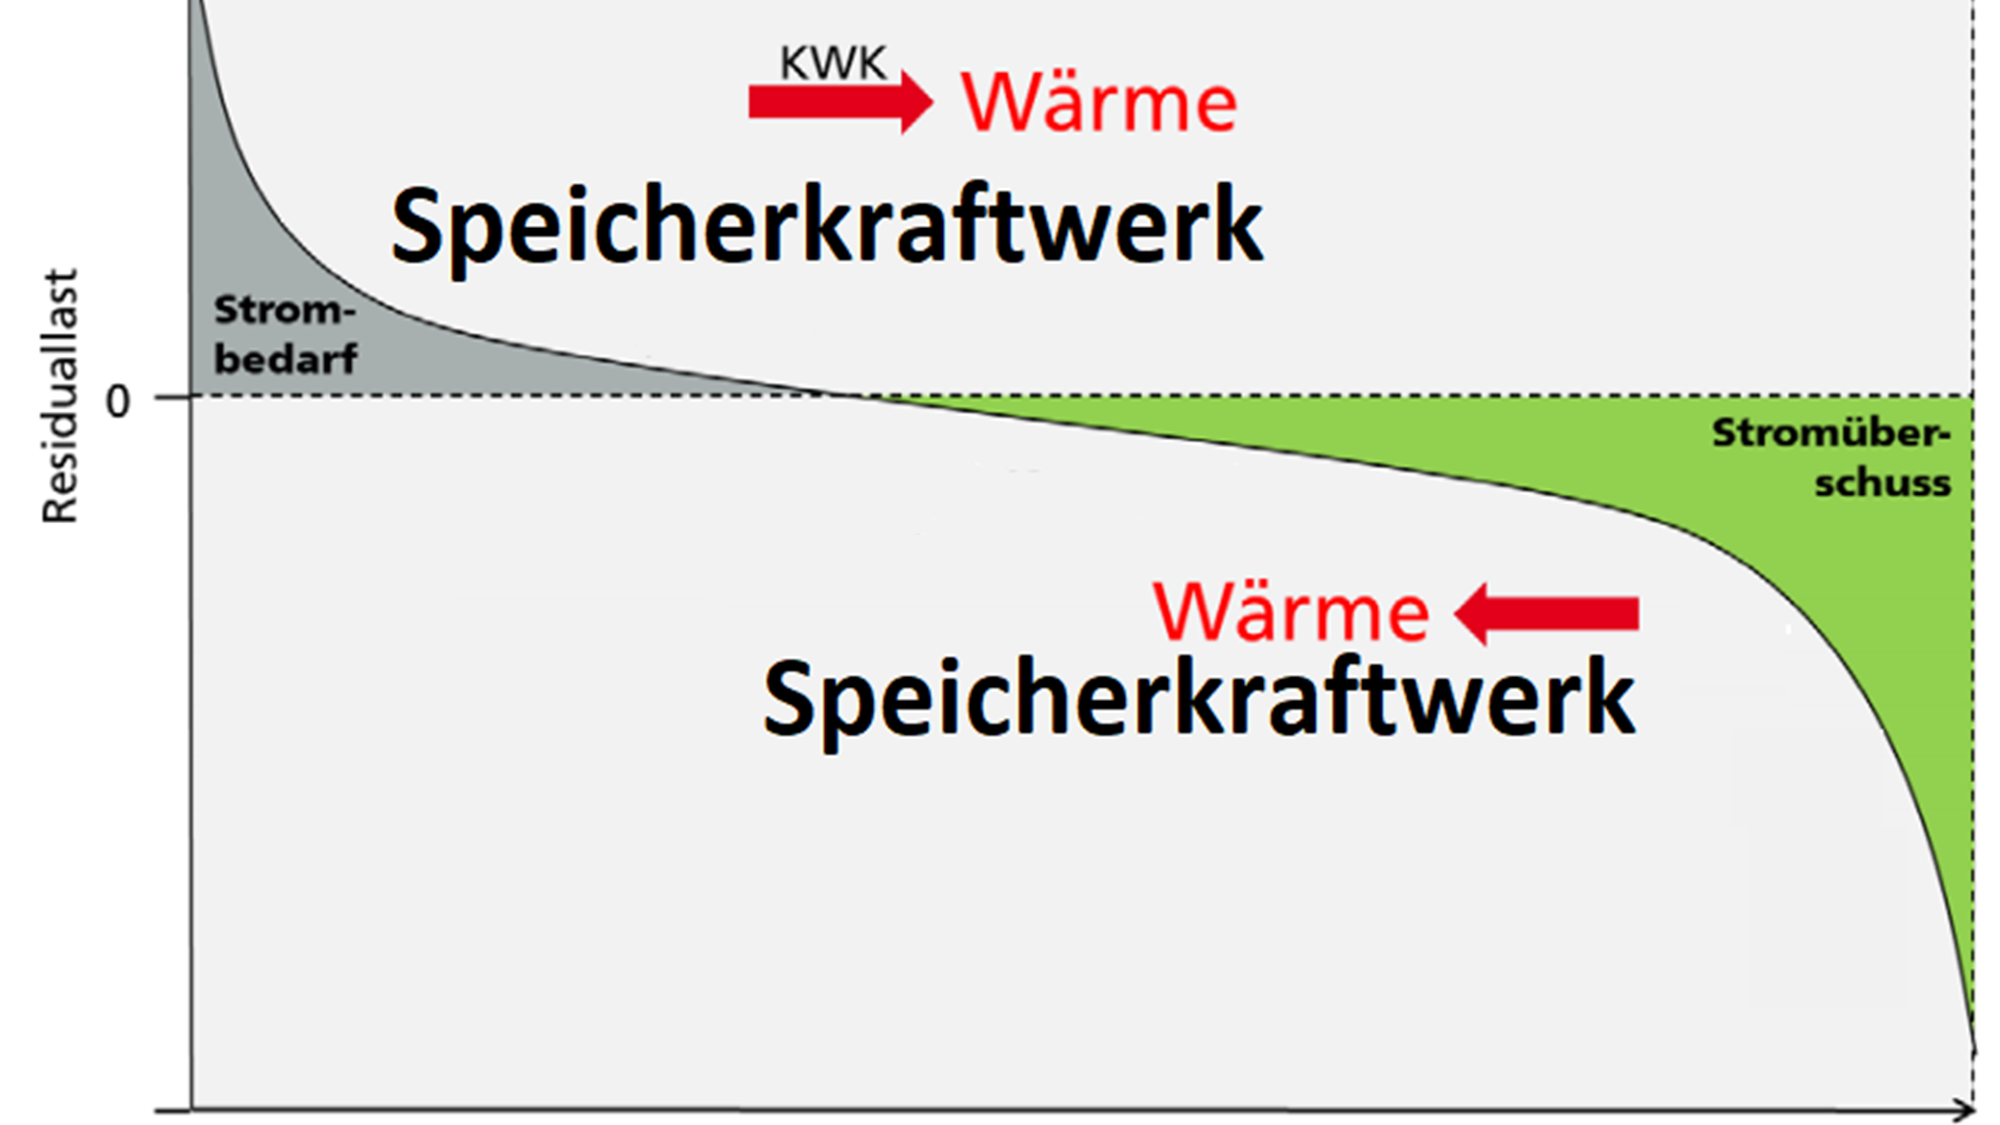 KWK
Wärme
Speicherkraftwerk
Strom-
bedarf
Residuallast
0
Stromüber-
schuss
Wärme
Speicherkraftwerk